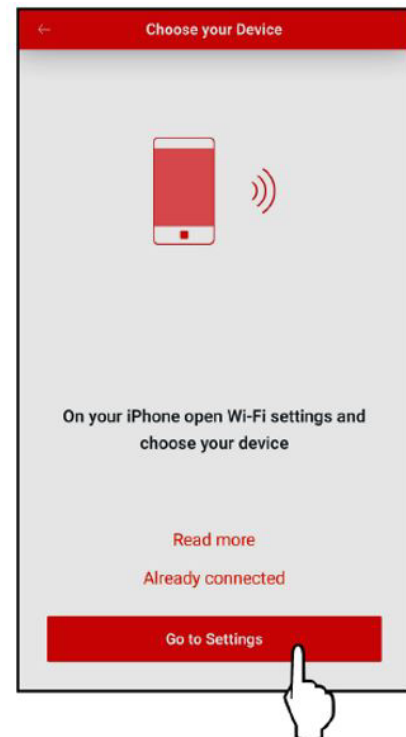 Choose your Device
On your iPhone open Wi-Fi settings and
choose your device
Read more
Already connected
Go to Settings